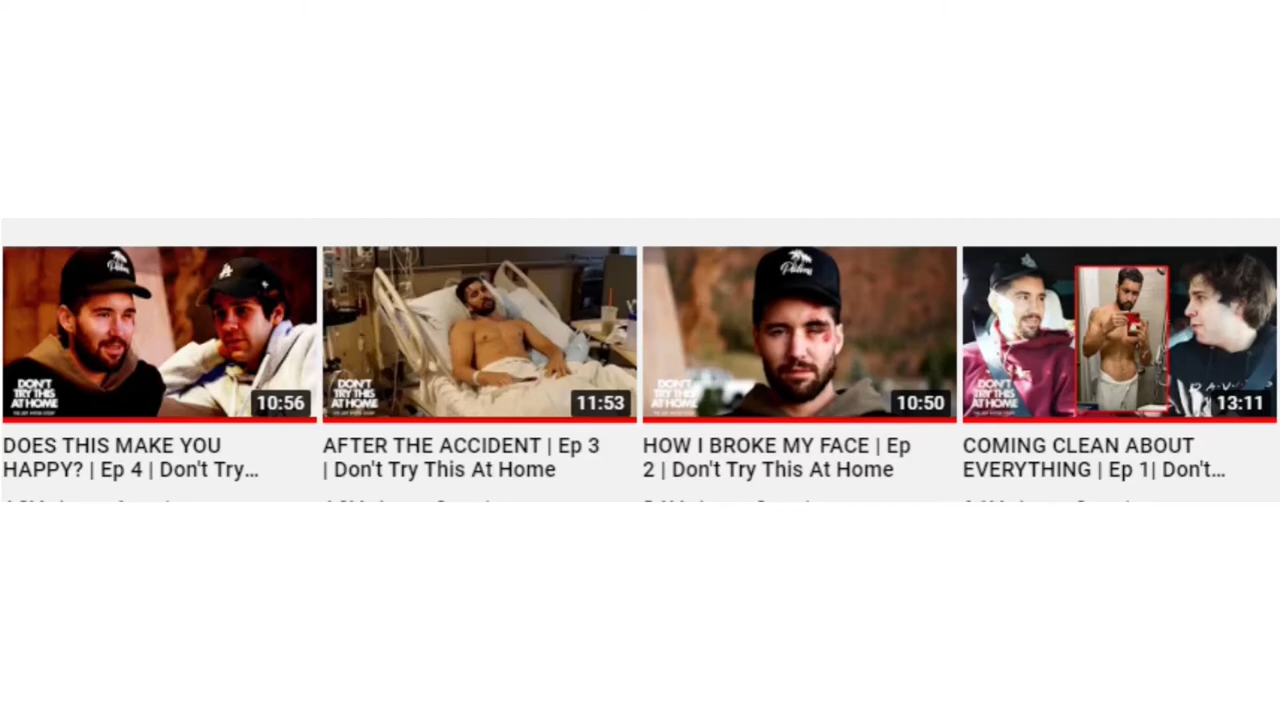 Palms
LA
DON'T
TRY THIS
AT HOME
10:56
DON'T
TRY THIS
AT HOME
11:53
Palms
DON'T
TRY THIS
AT HOME
10:50
DON'T
TRY THIS
AT HOME
13:11
DOES THIS MAKE YOU
HAPPY? | Ep 4 | Don't Try...
AFTER THE ACCIDENT | Ep 3
| Don't Try This At Home
HOW I BROKE MY FACE | Ep
2 | Don't Try This At Home
COMING CLEAN ABOUT
EVERYTHING | Ep 1| Don't...